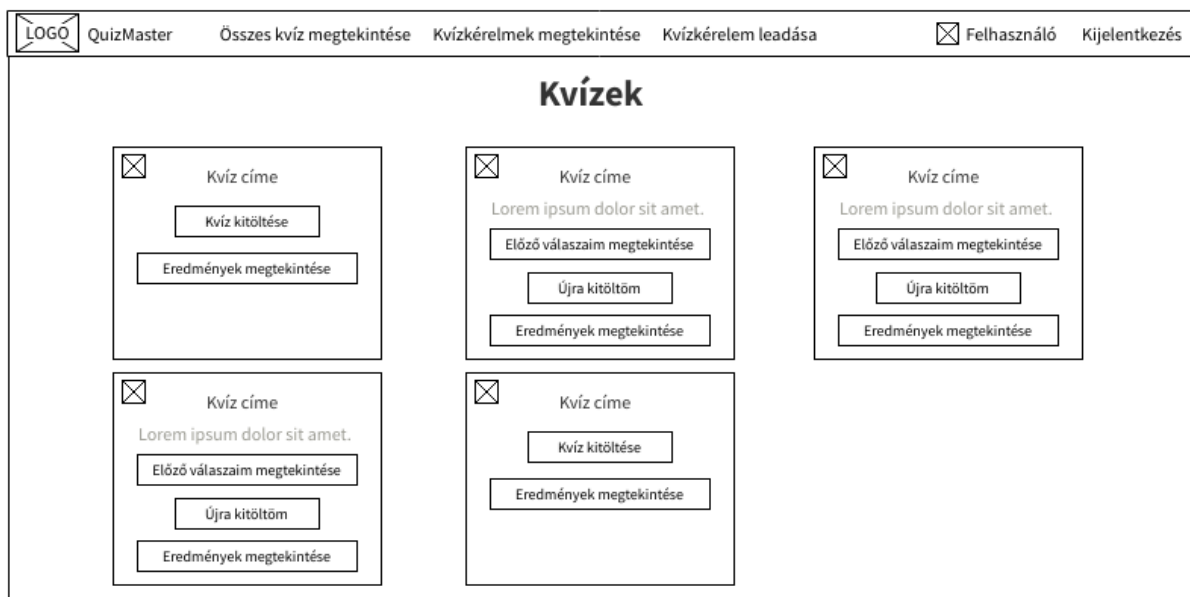 LOGÓ QuizMaster Összes kvíz megtekintése Kvízkérelmek megtekintése Kvízkérelem leadása Felhasználó Kijelentkezés
Kvízek
Kvíz címe
Kvíz kitöltése
Eredmények megtekintése
Kvíz címe
Lorem ipsum dolor sit amet.
Előző válaszaim megtekintése
Újra kitöltöm
Eredmények megtekintése
Kvíz címe
Lorem ipsum dolor sit amet.
Előző válaszaim megtekintése
Újra kitöltöm
Eredmények megtekintése
Kvíz címe
Lorem ipsum dolor sit amet.
Előző válaszaim megtekintése
Újra kitöltöm
Eredmények megtekintése
Kvíz címe
Kvíz kitöltése
Eredmények megtekintése